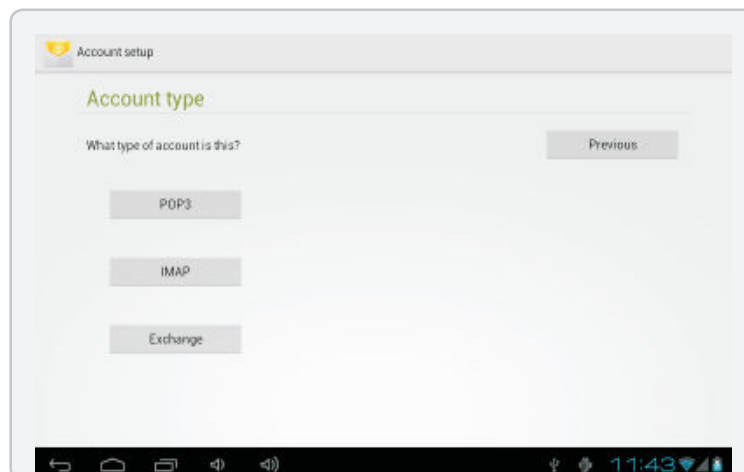 Account setup
Account type
What type of account is this?
Previous
POP3
IMAP
Exchange
11:43